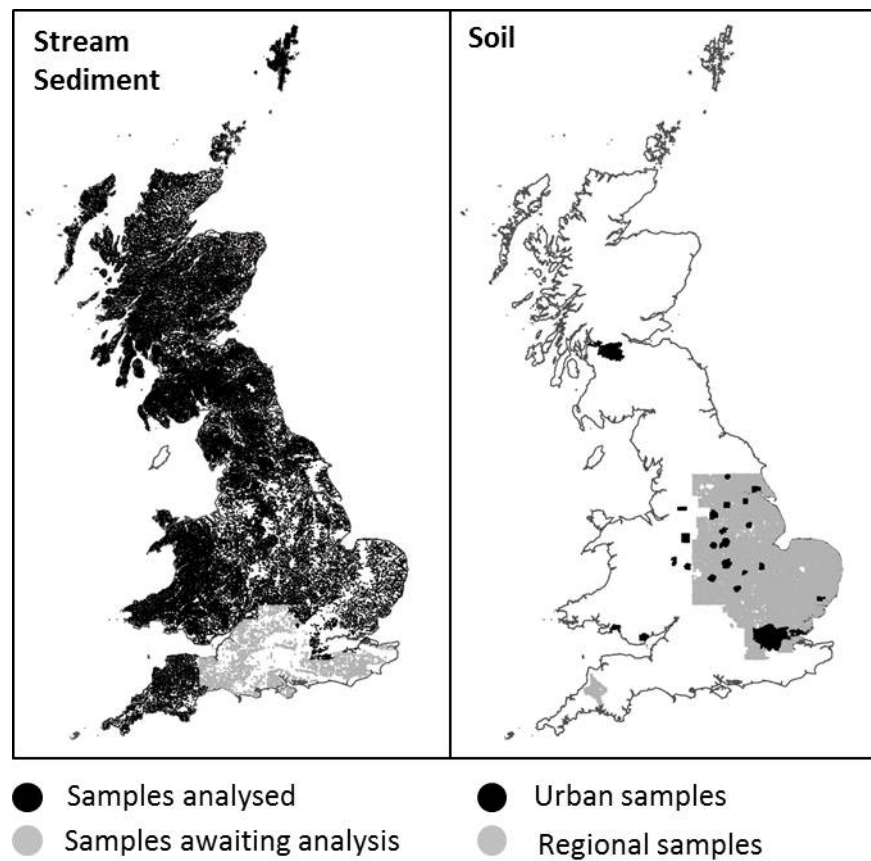 Stream
Sediment
Soil
Samples analysed
Samples awaiting analysis
Urban samples
Regional samples